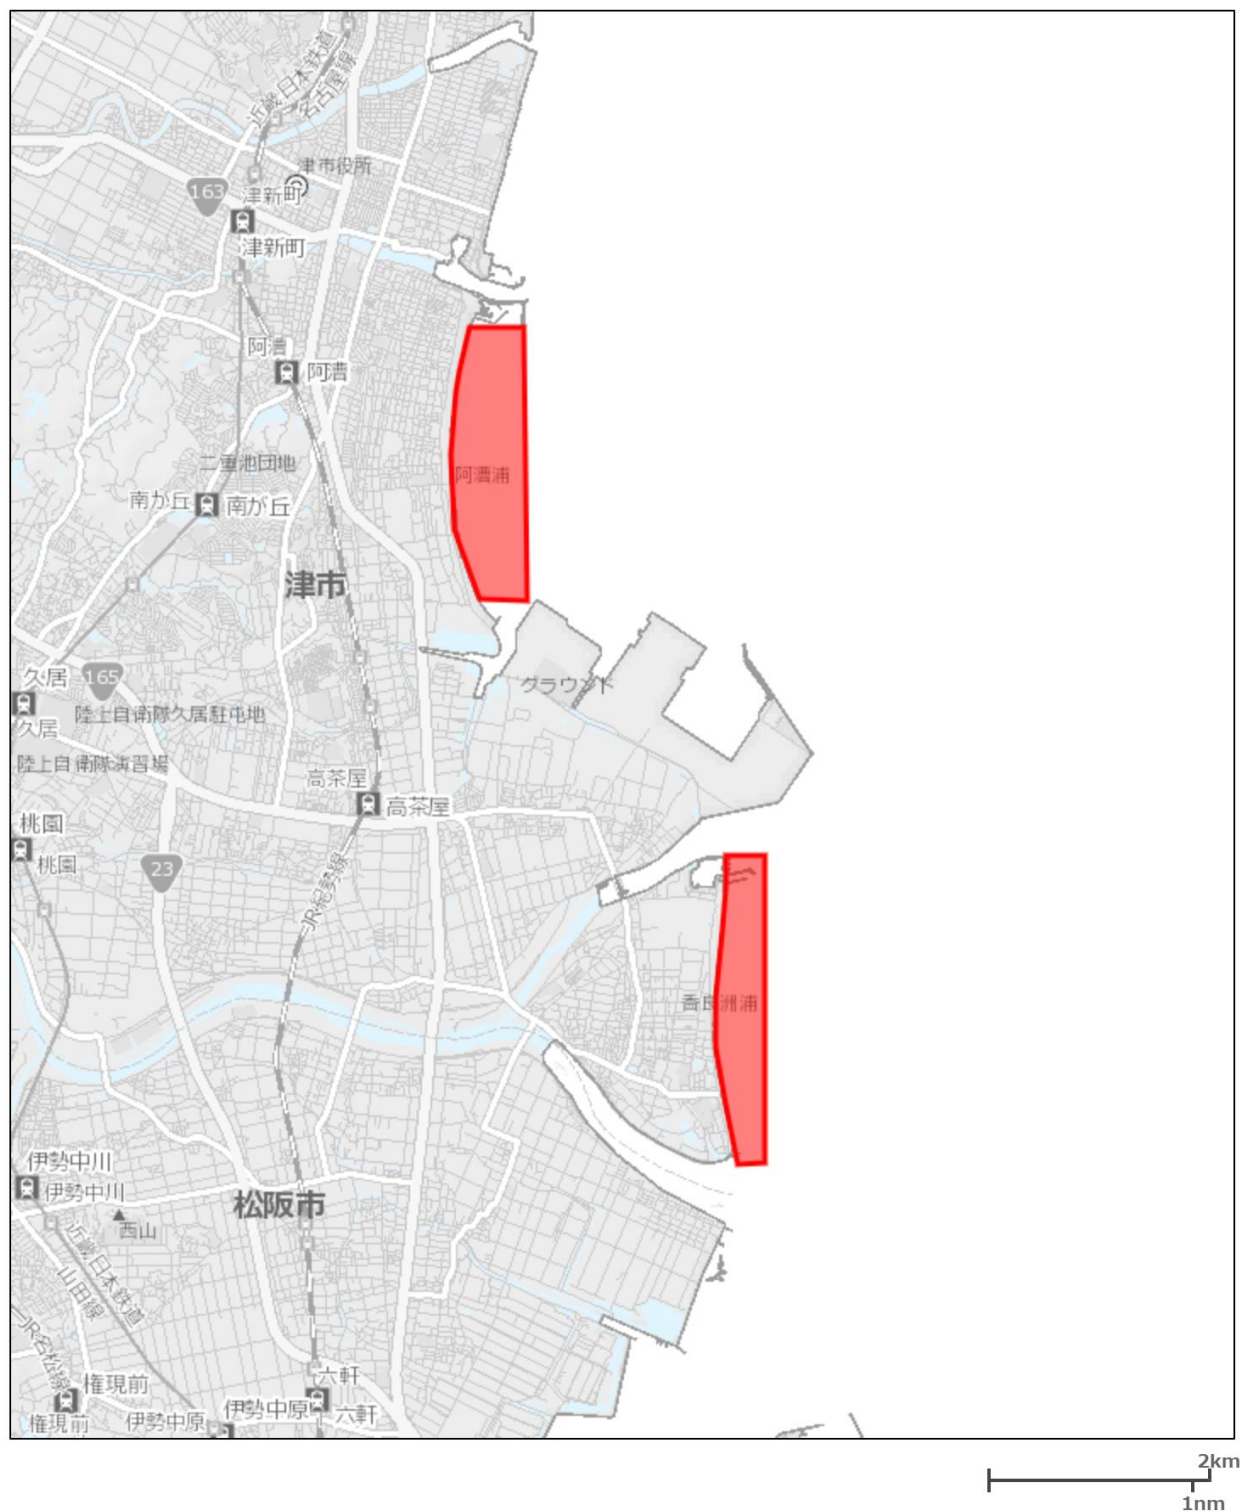 近畿日本鉄道
名古屋線
津市役所
163
津新町
津新町
阿漕
阿漕
二重池団地
阿漕浦
南が丘
南が丘
津市
久居
165
グラウンド
久居
陸上自衛隊久居駐屯地
陸上自衛隊演習場
高茶屋
高茶屋
桃園
桃園
23
JR紀勢線
香良洲浦
伊勢中川
伊勢中川
松阪市
西山
近畿日本鉄道
山田線
JR名松線
六軒
権現前
伊勢中原
伊勢中原
六軒
権現前
2km
1nm